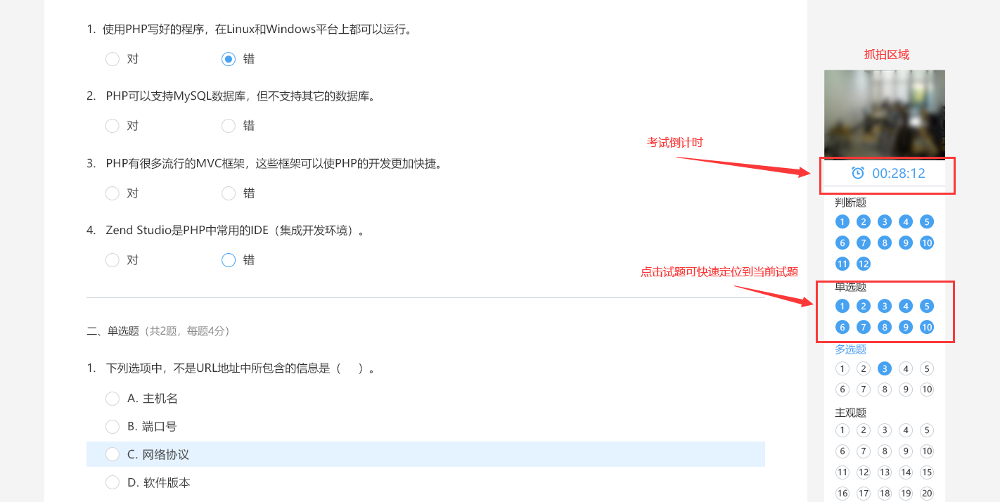 1. 使用PHP写好的程序，在Linux和Windows平台上都可以运行。
对 错
2. PHP可以支持MySQL数据库，但不支持其它的数据库。
对 错
3. PHP有很多流行的MVC框架，这些框架可以使PHP的开发更加快捷。
对 错
4. Zend Studio是PHP中常用的IDE（集成开发环境）。
对 错
二、单选题（共2题，每题4分）
1. 下列选项中，不是URL地址中所包含的信息是（ ）。
A. 主机名
B. 端口号
C. 网络协议
D. 软件版本
抓拍区域
考试倒计时
00:28:12
判断题
1 2 3 4 5
6 7 8 9 10
11 12
点击试题可快速定位到当前试题
单选题
1 2 3 4 5
6 7 8 9 10
多选题
1 2 3 4 5
6 7 8 9 10
主观题
1 2 3 4 5
6 7 8 9 10
11 12 13 14 15
16 17 18 19 20